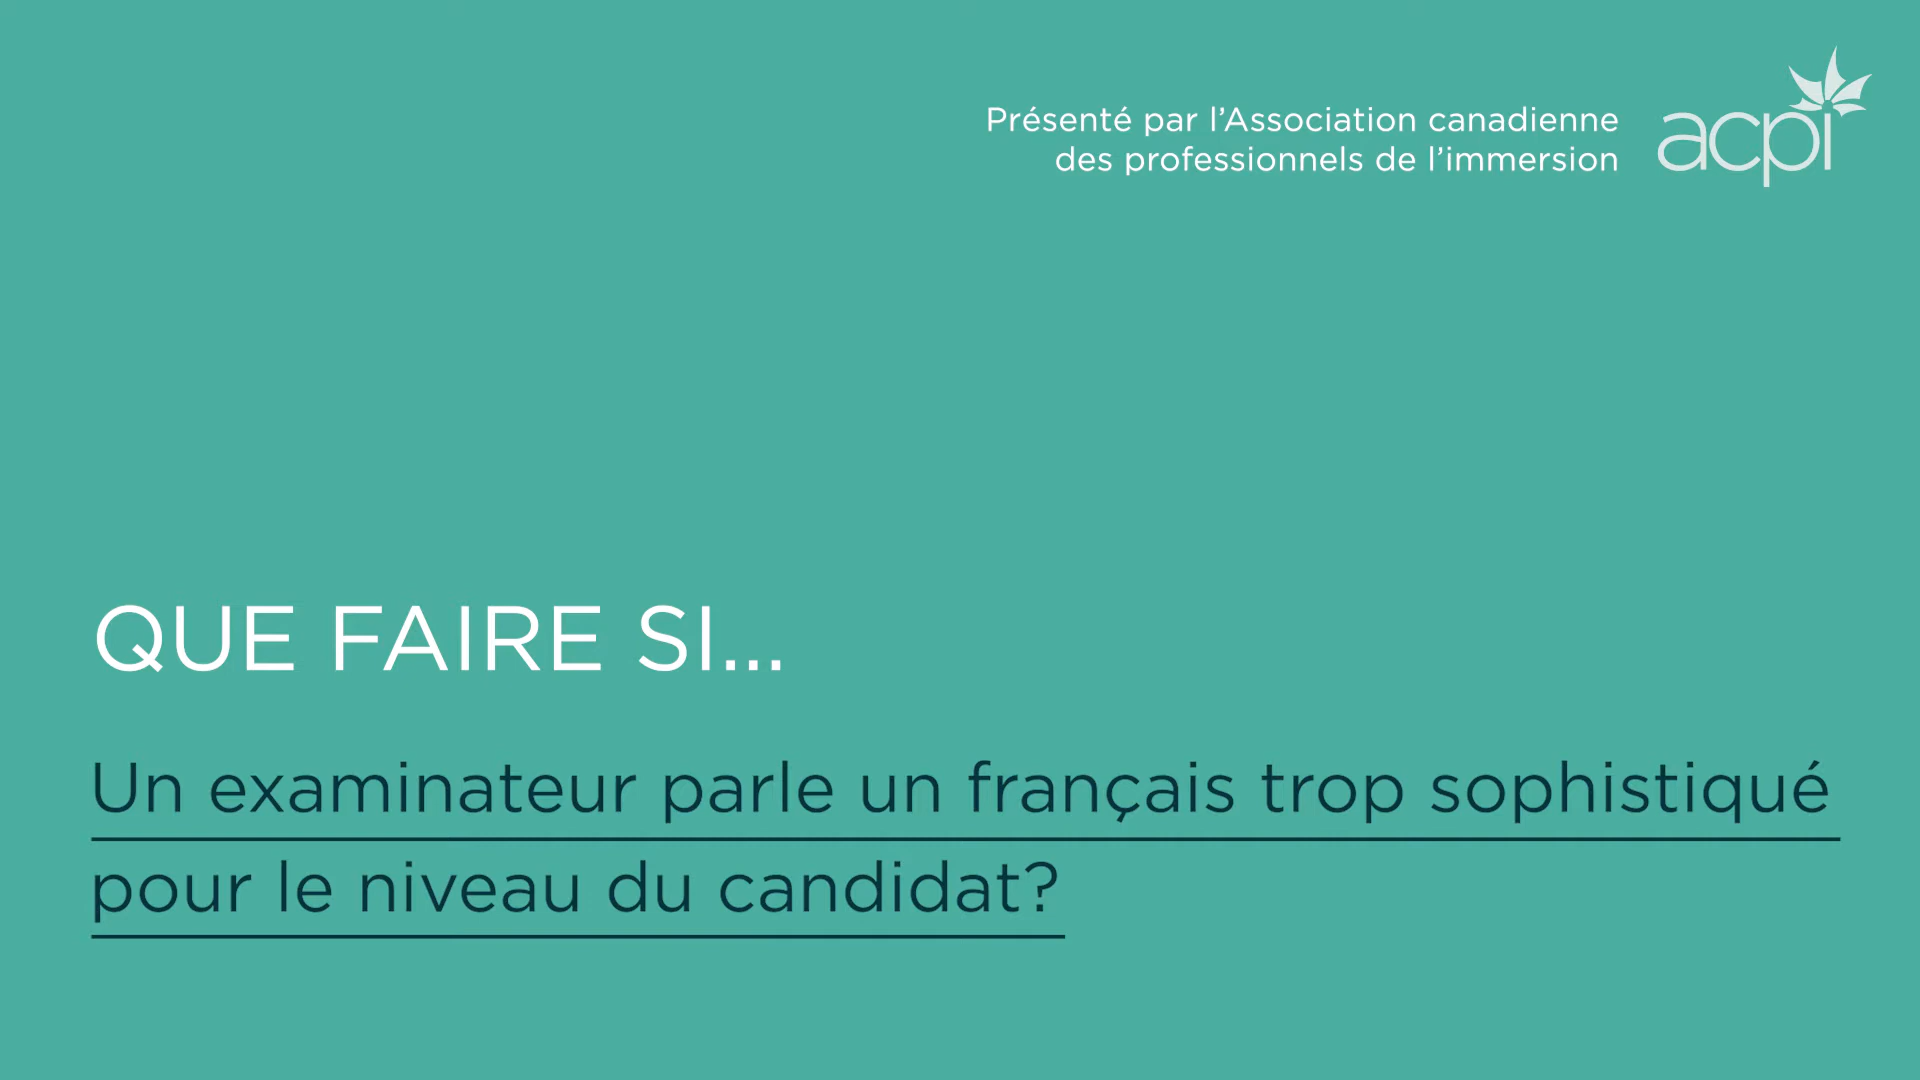 Présenté par l’Association canadienne
des professionnels de l’immersion
acpi
QUE FAIRE SI...
Un examinateur parle un français trop sophistiqué
pour le niveau du candidat?